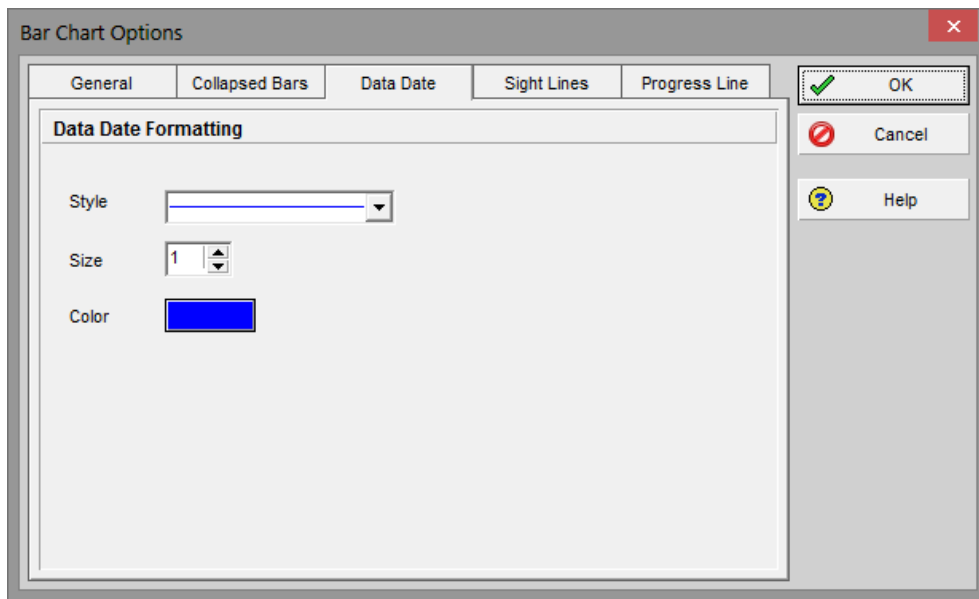 Bar Chart Options
General
Collapsed Bars
Data Date
Sight Lines
Progress Line
Data Date Formatting
Style
Size
1
Color
OK
Cancel
Help